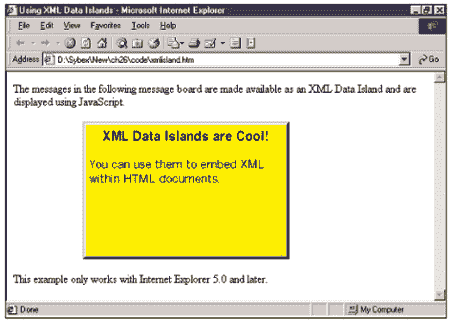 Using XML Data Islands - Microsoft Internet Explorer
File Edit View Favorites Tools Help
Address D:\Sybex\New\ch26\code\xmlisland.htm Go
The messages in the following message board are made available as an XML Data Island and are
displayed using JavaScript.
XML Data Islands are Cool!
You can use them to embed XML
within HTML documents.
This example only works with Internet Explorer 5.0 and later.
Done My Computer